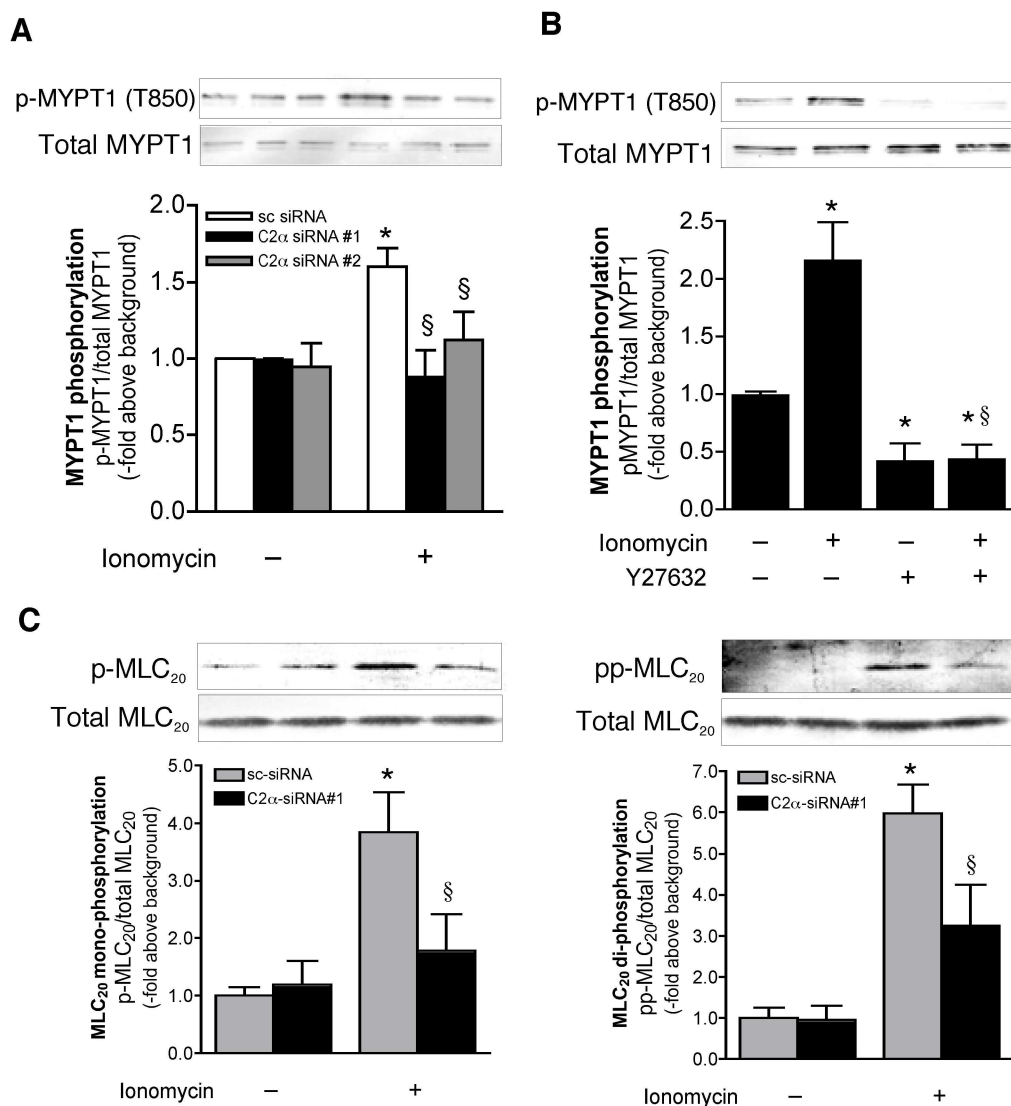 A
p-MYPT1 (T850)
Total MYPT1
MYPT1 phosphorylation
p-MYPT1/total MYPT1
(-fold above background)
2.0
1.5
1.0
0.5
0.0
sc siRNA
C2α siRNA #1
C2α siRNA #2
*
§
§
Ionomycin – +
B
p-MYPT1 (T850)
Total MYPT1
MYPT1 phosphorylation
pMYPT1/total MYPT1
(-fold above background)
2.5
2.0
1.5
1.0
0.5
0.0
*
*
* §
Ionomycin – + – +
Y27632 – – + +
C
p-MLC20
Total MLC20
MLC20 mono-phosphorylation
p-MLC20/total MLC20
(-fold above background)
5.0
4.0
3.0
2.0
1.0
0.0
sc-siRNA
C2α-siRNA#1
*
§
Ionomycin – +
pp-MLC20
Total MLC20
MLC20 di-phosphorylation
pp-MLC20/total MLC20
(-fold above background)
7.0
6.0
5.0
4.0
3.0
2.0
1.0
0.0
sc-siRNA
C2α-siRNA#1
*
§
Ionomycin – +